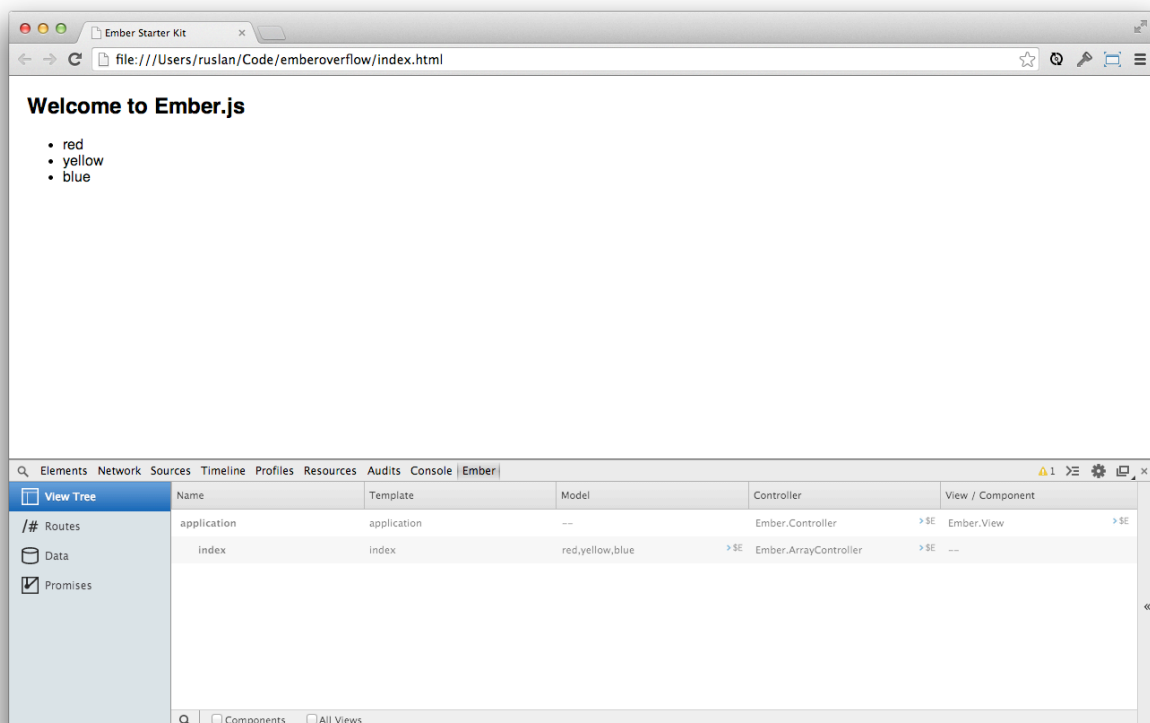 Ember Starter Kit
file:///Users/ruslan/Code/emberoverflow/index.html
Welcome to Ember.js
• red
• yellow
• blue
Elements Network Sources Timeline Profiles Resources Audits Console Ember 1
View Tree
/# Routes
Data
Promises
Name Template Model Controller View / Component
application application -- Ember.Controller >$E Ember.View >$E
index index red,yellow,blue >$E Ember.ArrayController >$E --
Components All Views